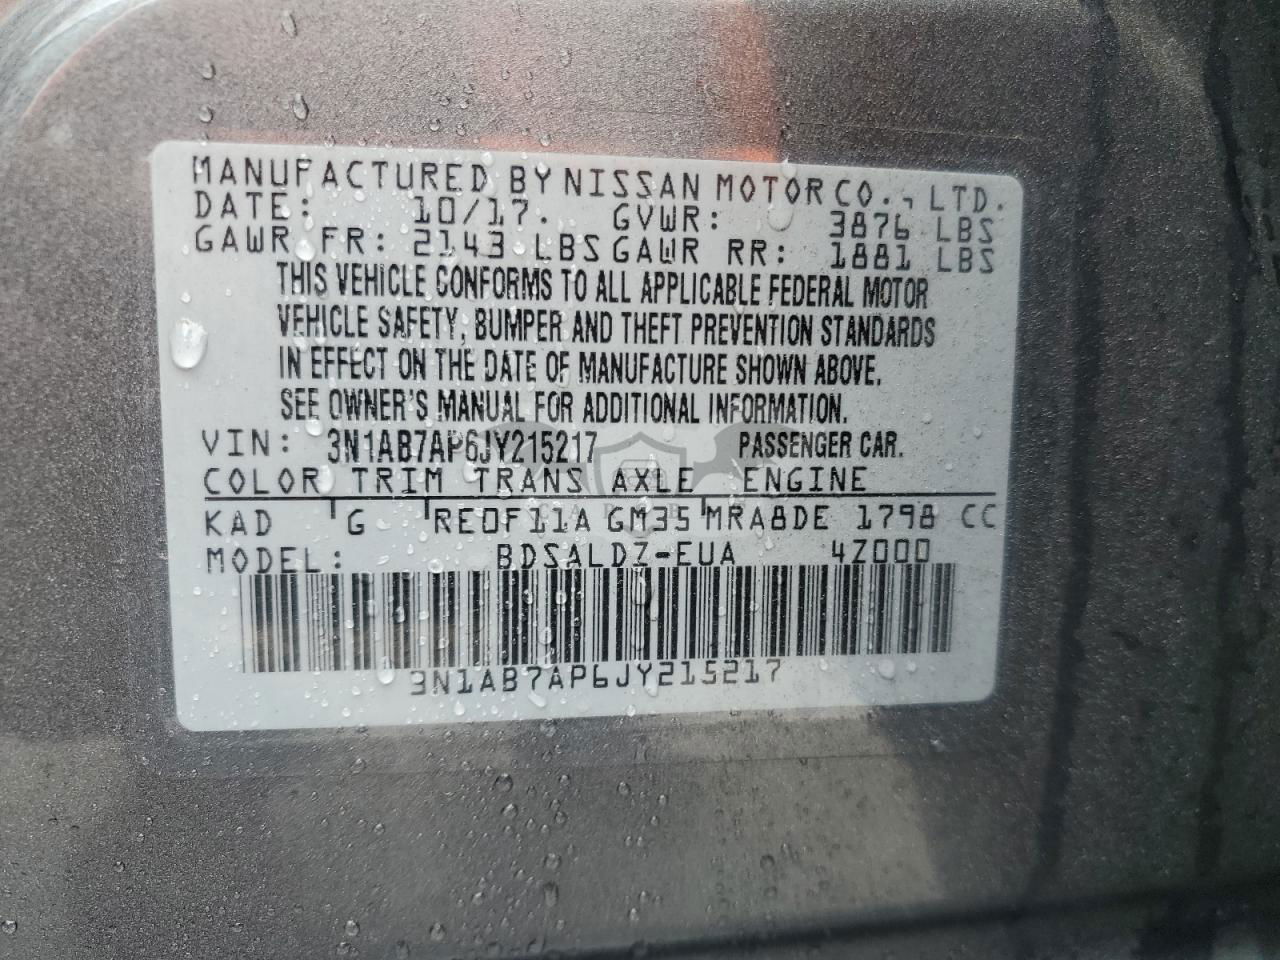 MANUFACTURED BY NISSAN MOTOR CO., LTD.
DATE: 10/17. GVWR: 3876 LBS
GAWR FR: 2143 LBS GAWR RR: 1881 LBS
THIS VEHICLE CONFORMS TO ALL APPLICABLE FEDERAL MOTOR
VEHICLE SAFETY, BUMPER AND THEFT PREVENTION STANDARDS
IN EFFECT ON THE DATE OF MANUFACTURE SHOWN ABOVE.
SEE OWNER'S MANUAL FOR ADDITIONAL INFORMATION.
VIN: 3N1AB7AP6JY215217 PASSENGER CAR.
COLOR TRIM TRANS AXLE ENGINE
KAD G RE0F11A GM35 MRA8DE 1798 CC
MODEL: BDSALDZ-EUA 4Z000
3N1AB7AP6JY215217